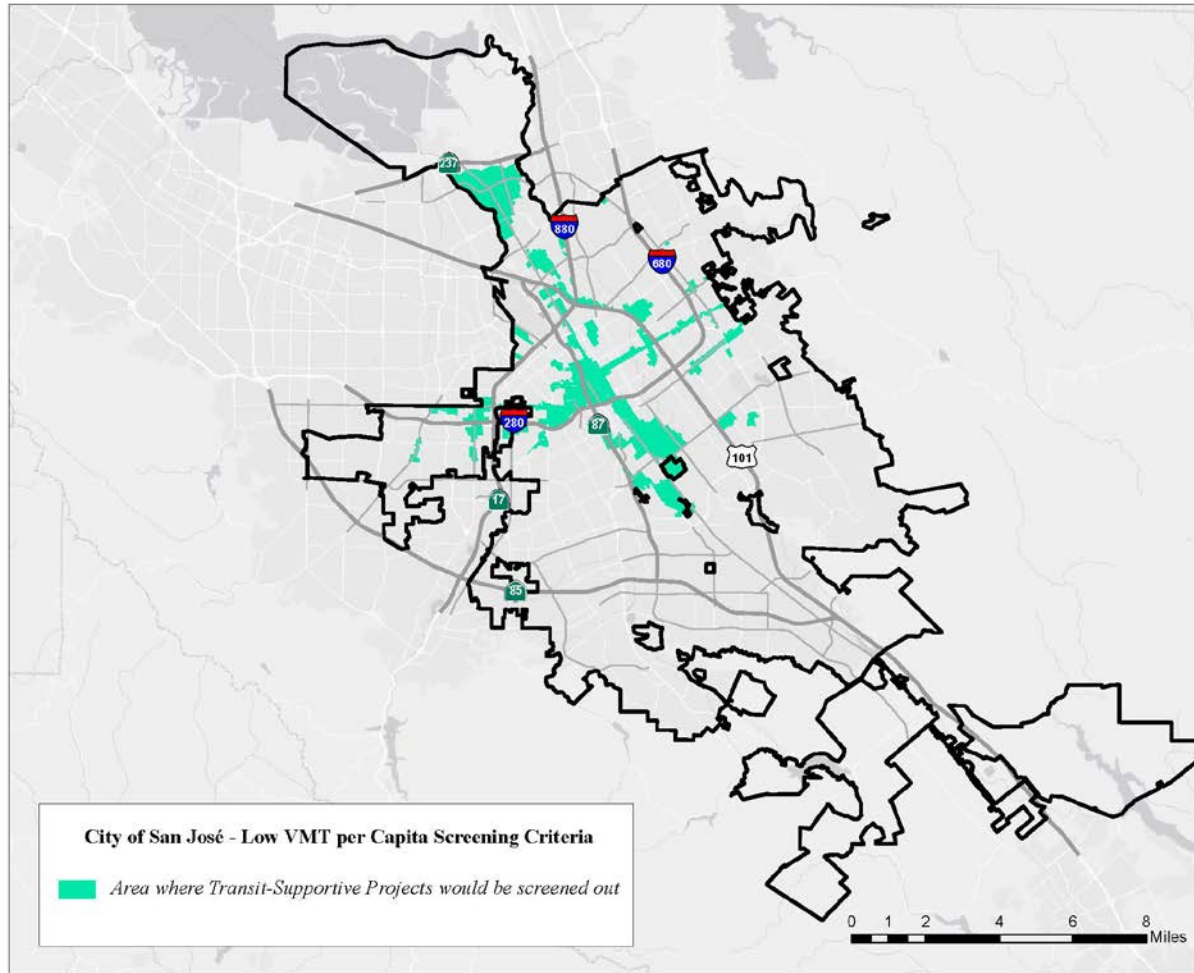 237
880
680
280
87
101
17
85
City of San José - Low VMT per Capita Screening Criteria
Area where Transit-Supportive Projects would be screened out
0 1 2 4 6 8
Miles